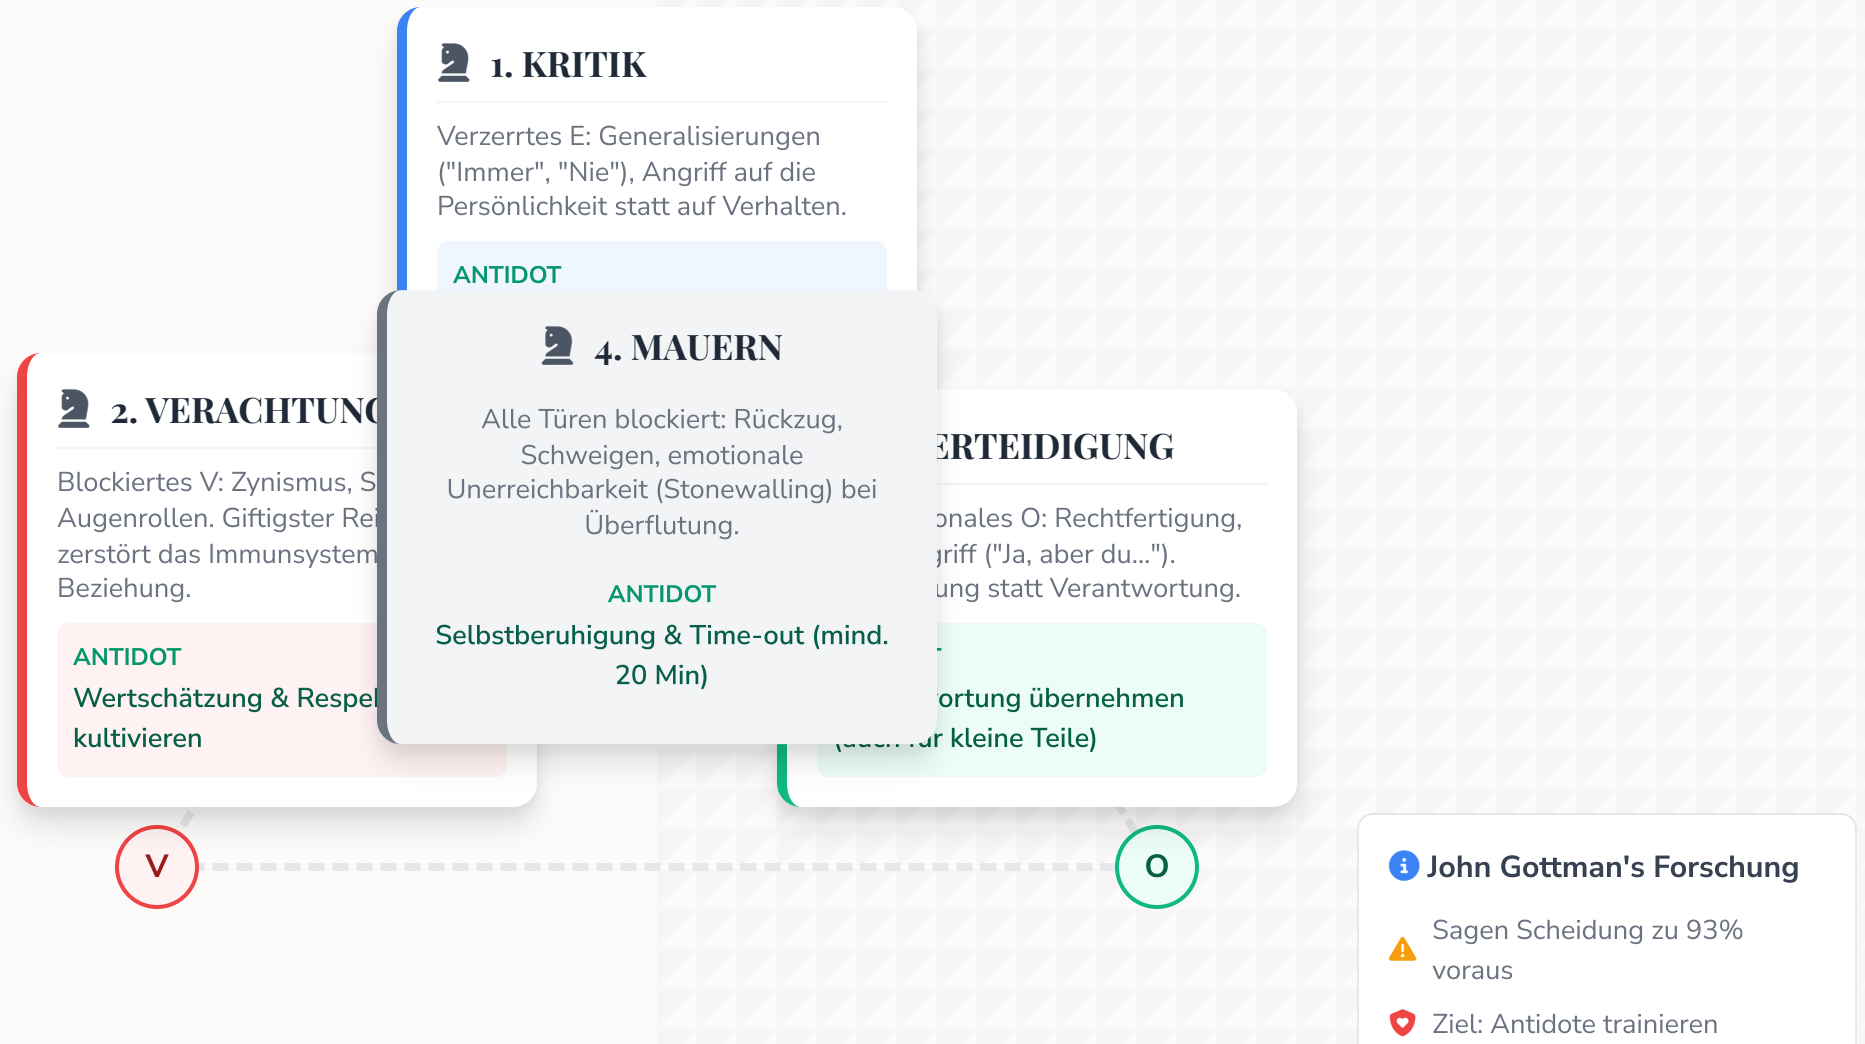 1. KRITIK
Verzerrtes E: Generalisierungen
("Immer", "Nie"), Angriff auf die
Persönlichkeit statt auf Verhalten.
ANTIDOT
4. MAUERN
Alle Türen blockiert: Rückzug,
Schweigen, emotionale
Unerreichbarkeit (Stonewalling) bei
Überflutung.
ANTIDOT
Selbstberuhigung & Time-out (mind.
20 Min)
2. VERACHTUNG
Blockiertes V: Zynismus,
Augenrollen. Giftigster
zerstört das Immunsystem
Beziehung.
ANTIDOT
Wertschätzung & Respekt
kultivieren
ERTEIDIGUNG
onales O: Rechtfertigung,
griff ("Ja, aber du...").
ung statt Verantwortung.
ortung übernehmen
(auch für kleine Teile)
V
O
John Gottman's Forschung
Sagen Scheidung zu 93%
voraus
Ziel: Antidote trainieren